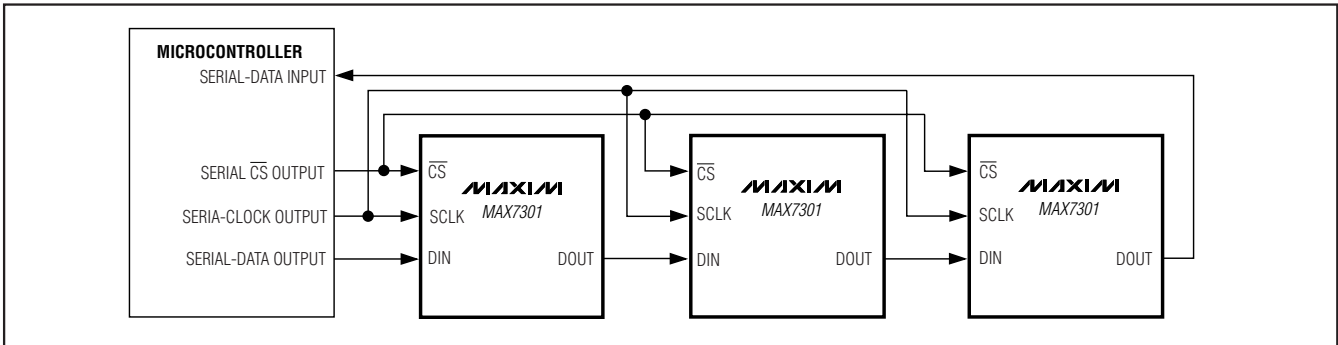 MICROCONTROLLER
SERIAL-DATA INPUT
SERIAL CS OUTPUT
SERIA-CLOCK OUTPUT
SERIAL-DATA OUTPUT
CS
SCLK
DIN
MAXIM
MAX7301
DOUT
CS
SCLK
DIN
MAXIM
MAX7301
DOUT
CS
SCLK
DIN
MAXIM
MAX7301
DOUT